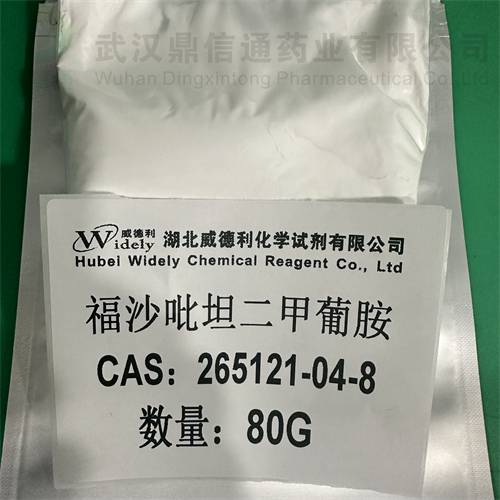 武汉鼎信通药业有限公司
Wuhan Dingxintong Pharmaceutical Co., Ltd
威德利 湖北威德利化学试剂有限公司
Widely Hubei Widely Chemical Reagent Co., Ltd
福沙吡坦二甲葡胺
CAS：265121-04-8
数量：80G